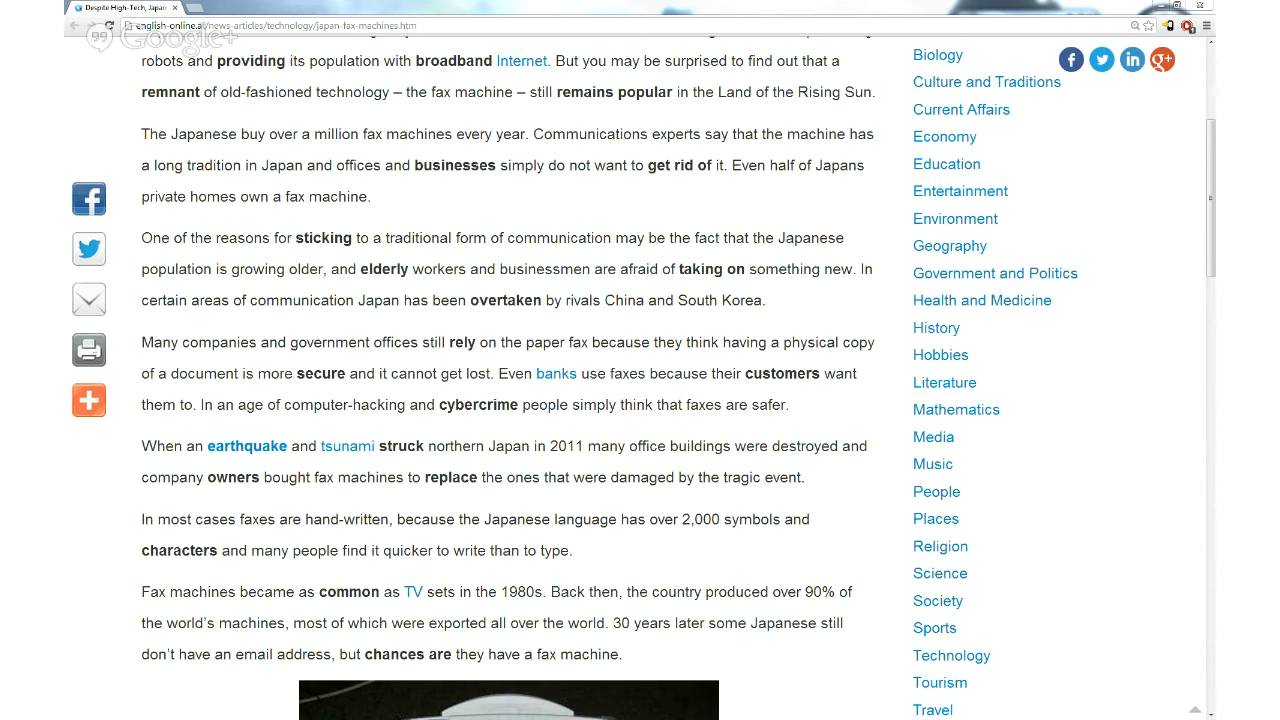 Despite High-Tech, Japan
english-online.at/news-articles/technology/japan-fax-machines.htm
Google+
robots and providing its population with broadband Internet. But you may be surprised to find out that a
remnant of old-fashioned technology – the fax machine – still remains popular in the Land of the Rising Sun.
The Japanese buy over a million fax machines every year. Communications experts say that the machine has
a long tradition in Japan and offices and businesses simply do not want to get rid of it. Even half of Japans
private homes own a fax machine.
One of the reasons for sticking to a traditional form of communication may be the fact that the Japanese
population is growing older, and elderly workers and businessmen are afraid of taking on something new. In
certain areas of communication Japan has been overtaken by rivals China and South Korea.
Many companies and government offices still rely on the paper fax because they think having a physical copy
of a document is more secure and it cannot get lost. Even banks use faxes because their customers want
them to. In an age of computer-hacking and cybercrime people simply think that faxes are safer.
When an earthquake and tsunami struck northern Japan in 2011 many office buildings were destroyed and
company owners bought fax machines to replace the ones that were damaged by the tragic event.
In most cases faxes are hand-written, because the Japanese language has over 2,000 symbols and
characters and many people find it quicker to write than to type.
Fax machines became as common as TV sets in the 1980s. Back then, the country produced over 90% of
the world's machines, most of which were exported all over the world. 30 years later some Japanese still
don't have an email address, but chances are they have a fax machine.
Biology
Culture and Traditions
Current Affairs
Economy
Education
Entertainment
Environment
Geography
Government and Politics
Health and Medicine
History
Hobbies
Literature
Mathematics
Media
Music
People
Places
Religion
Science
Society
Sports
Technology
Tourism
Travel